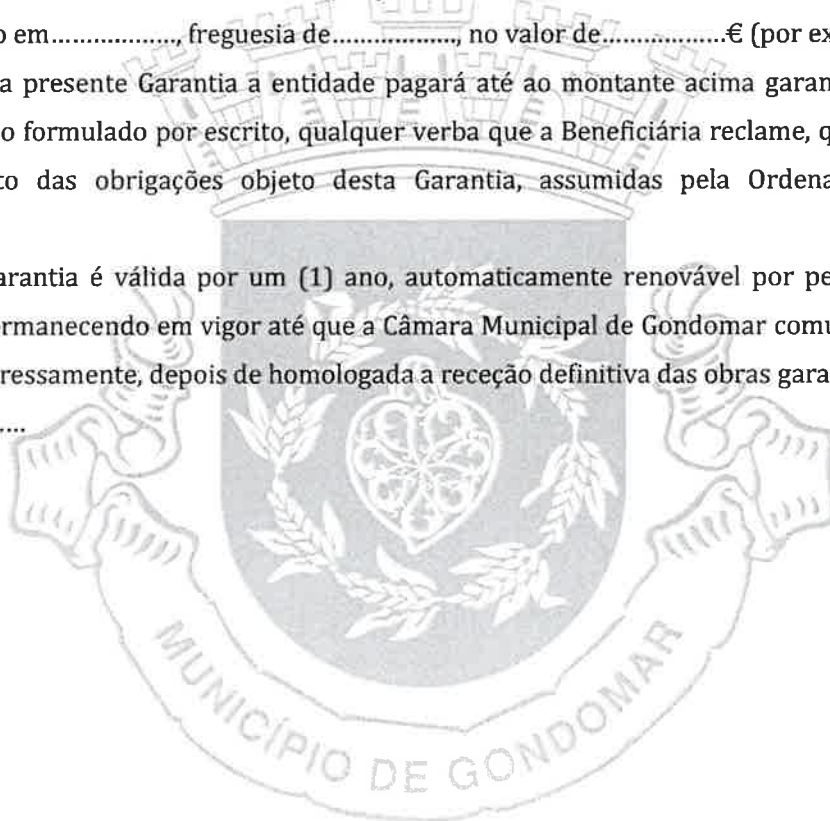 o em.................., freguesia de.................., no valor de..................€ (por ex
a presente Garantia a entidade pagará até ao montante acima garan
o formulado por escrito, qualquer verba que a Beneficiária reclame, q
to das obrigações objeto desta Garantia, assumidas pela Ordena
arantia é válida por um (1) ano, automaticamente renovável por pe
ermanecendo em vigor até que a Câmara Municipal de Gondomar comu
ressamente, depois de homologada a receção definitiva das obras gara
.....
MUNICÍPIO DE GONDOMAR